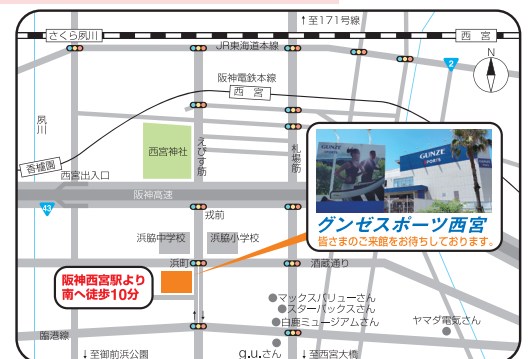 ↑至171号線
さくら夙川
西宮
JR東海道本線
N
2
阪神電鉄本線
西宮
夙川
西宮神社
えびす筋
札場筋
GUNZE SPORTS
GUNZE
SPORTS
香櫨園
西宮出入口
阪神高速
43
戎前
グンゼスポーツ西宮
皆さまのご来館をお待ちしております。
浜脇中学校
浜脇小学校
浜町
酒蔵通り
阪神西宮駅より
南へ徒歩10分
マックスバリューさん
スターバックスさん
白鹿ミュージアムさん
ヤマダ電気さん
臨港線
↓至御前浜公園
g.u.さん
↓至西宮大橋